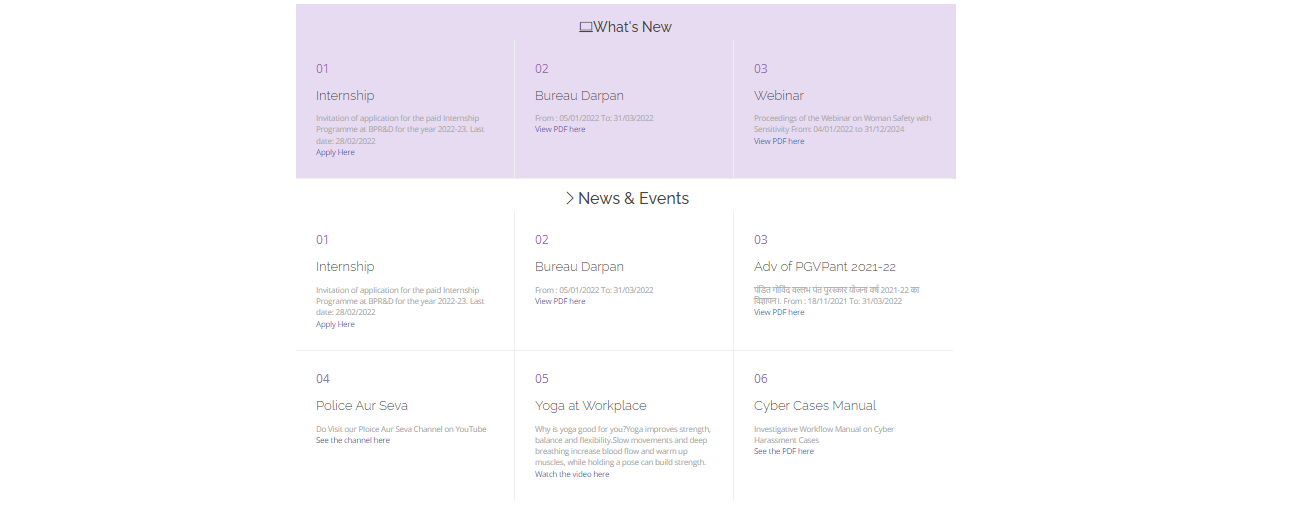 What's New
01
Internship
Invitation of application for the paid Internship
Programme at BPR&D for the year 2022-23. Last
date: 28/02/2022
Apply Here
02
Bureau Darpan
From : 05/01/2022 To: 31/03/2022
View PDF here
03
Webinar
Proceedings of the Webinar on Woman Safety with
Sensitivity From: 04/01/2022 to 31/12/2024
View PDF here
News & Events
01
Internship
Invitation of application for the paid Internship
Programme at BPR&D for the year 2022-23. Last
date: 28/02/2022
Apply Here
02
Bureau Darpan
From : 05/01/2022 To: 31/03/2022
View PDF here
03
Adv of PGVPant 2021-22
पंडित गोविंद वल्लभ पंत पुरस्कार योजना वर्ष 2021-22 का
विज्ञापन।. From : 18/11/2021 To: 31/03/2022
View PDF here
04
Police Aur Seva
Do Visit our Ploice Aur Seva Channel on YouTube
See the channel here
05
Yoga at Workplace
Why is yoga good for you?Yoga improves strength,
balance and flexibility.Slow movements and deep
breathing increase blood flow and warm up
muscles, while holding a pose can build strength.
Watch the video here
06
Cyber Cases Manual
Investigative Workflow Manual on Cyber
Harassment Cases
See the PDF here